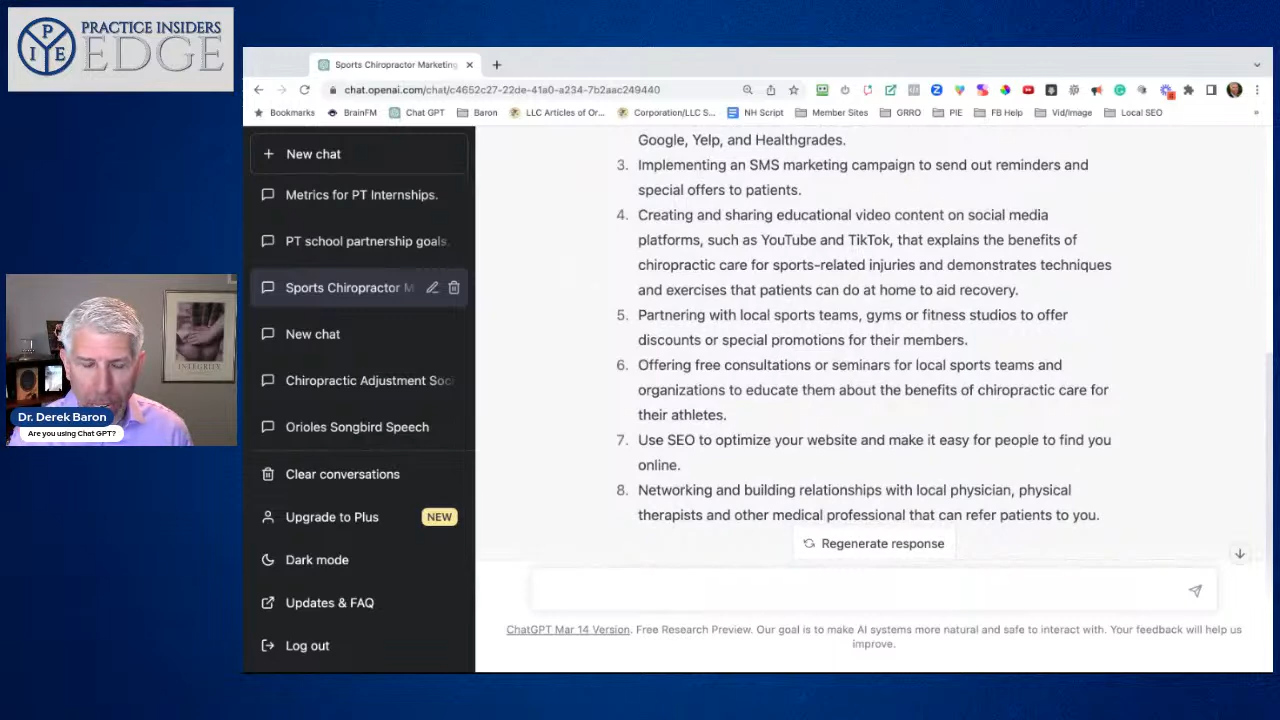 PRACTICE INSIDERS
EDGE
P
I E
Sports Chiropractor Marketing
chat.openai.com/chat/c4652c27-22de-41a0-a234-7b2aac249440
Bookmarks BrainFM Chat GPT Baron LLC Articles of Or... Corporation/LLC S... NH Script Member Sites GRRO PIE FB Help Vid/Image Local SEO
New chat
Metrics for PT Internships.
PT school partnership goals.
Sports Chiropractor M
New chat
Chiropractic Adjustment Soci
Orioles Songbird Speech
Clear conversations
Upgrade to Plus NEW
Dark mode
Updates & FAQ
Log out
Google, Yelp, and Healthgrades.
3. Implementing an SMS marketing campaign to send out reminders and
special offers to patients.
4. Creating and sharing educational video content on social media
platforms, such as YouTube and TikTok, that explains the benefits of
chiropractic care for sports-related injuries and demonstrates techniques
and exercises that patients can do at home to aid recovery.
5. Partnering with local sports teams, gyms or fitness studios to offer
discounts or special promotions for their members.
6. Offering free consultations or seminars for local sports teams and
organizations to educate them about the benefits of chiropractic care for
their athletes.
7. Use SEO to optimize your website and make it easy for people to find you
online.
8. Networking and building relationships with local physician, physical
therapists and other medical professional that can refer patients to you.
Regenerate response
ChatGPT Mar 14 Version. Free Research Preview. Our goal is to make AI systems more natural and safe to interact with. Your feedback will help us
improve.
INTEGRITY
Dr. Derek Baron
Are you using Chat GPT?